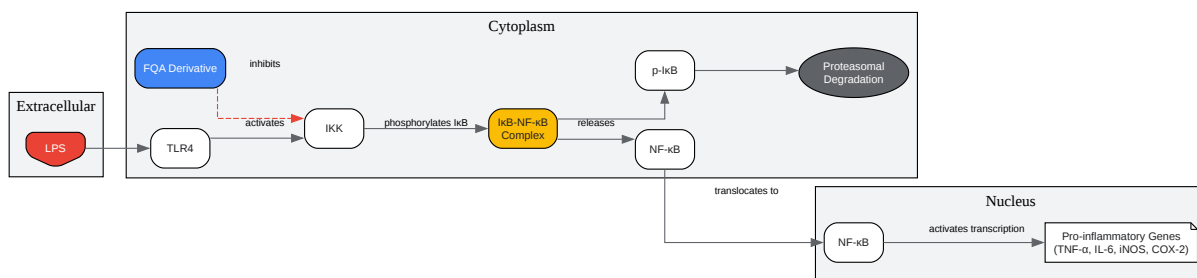 Cytoplasm
FQA Derivative
inhibits
p-IκB
Proteasomal
Degradation
Extracellular
LPS
TLR4
activates
IKK
phosphorylates IκB
IκB-NF-κB
Complex
releases
NF-κB
translocates to
Nucleus
NF-κB
activates transcription
Pro-inflammatory Genes
(TNF-α, IL-6, iNOS, COX-2)